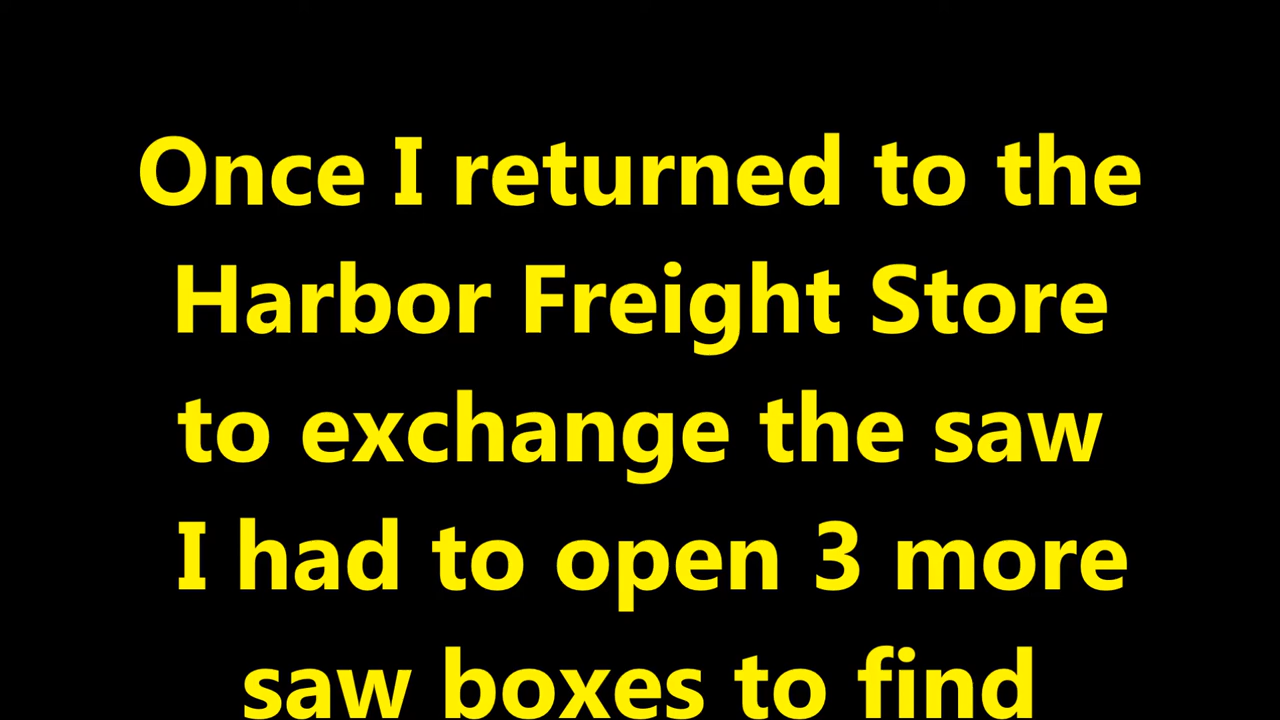 Once I returned to the
Harbor Freight Store
to exchange the saw
I had to open 3 more
saw boxes to find